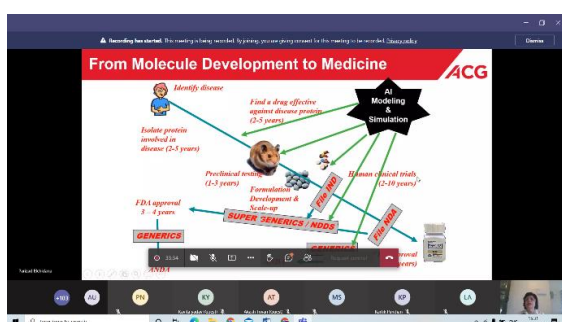 Recording has started. This meeting is being recorded. By joining, you are giving consent for this meeting to be recorded. Privacy policy
Dismiss
From Molecule Development to Medicine
ACG
Identify disease
AI
Modeling
&
Simulation
Find a drug effective
against disease protein
(2-5 years)
Isolate protein
involved in
disease (2-5 years)
Preclinical testing
(1-3 years)
Human clinical trials
(2-10 years)
Formulation
Development &
Scale-up
File IND
FDA approval
3 – 4 years
SUPER GENERICS / NDDS
File NDA
GENERICS
ANDA
+103
AU
PN
KY
AT
MS
KP
LA